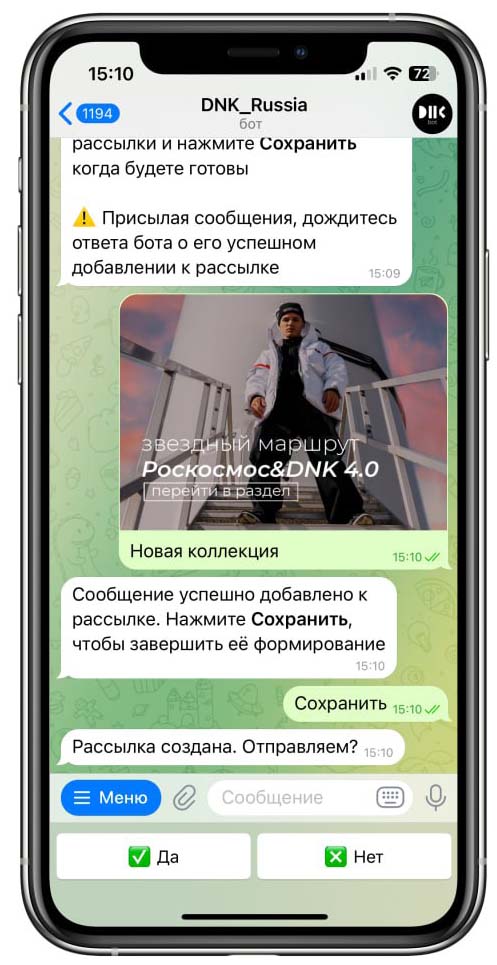 15:10
72
1194
DNK_Russia
бот
DNK
bot
рассылки и нажмите Сохранить
когда будете готовы
⚠️ Присылая сообщения, дождитесь
ответа бота о его успешном
добавлении к рассылке
15:09
звездный маршрут
Роскосмос&DNK 4.0
перейти в раздел
Новая коллекция
15:10
Сообщение успешно добавлено к
рассылке. Нажмите Сохранить,
чтобы завершить её формирование
15:10
Сохранить 15:10
Рассылка создана. Отправляем? 15:10
Меню
Сообщение
✅ Да
❎ Нет